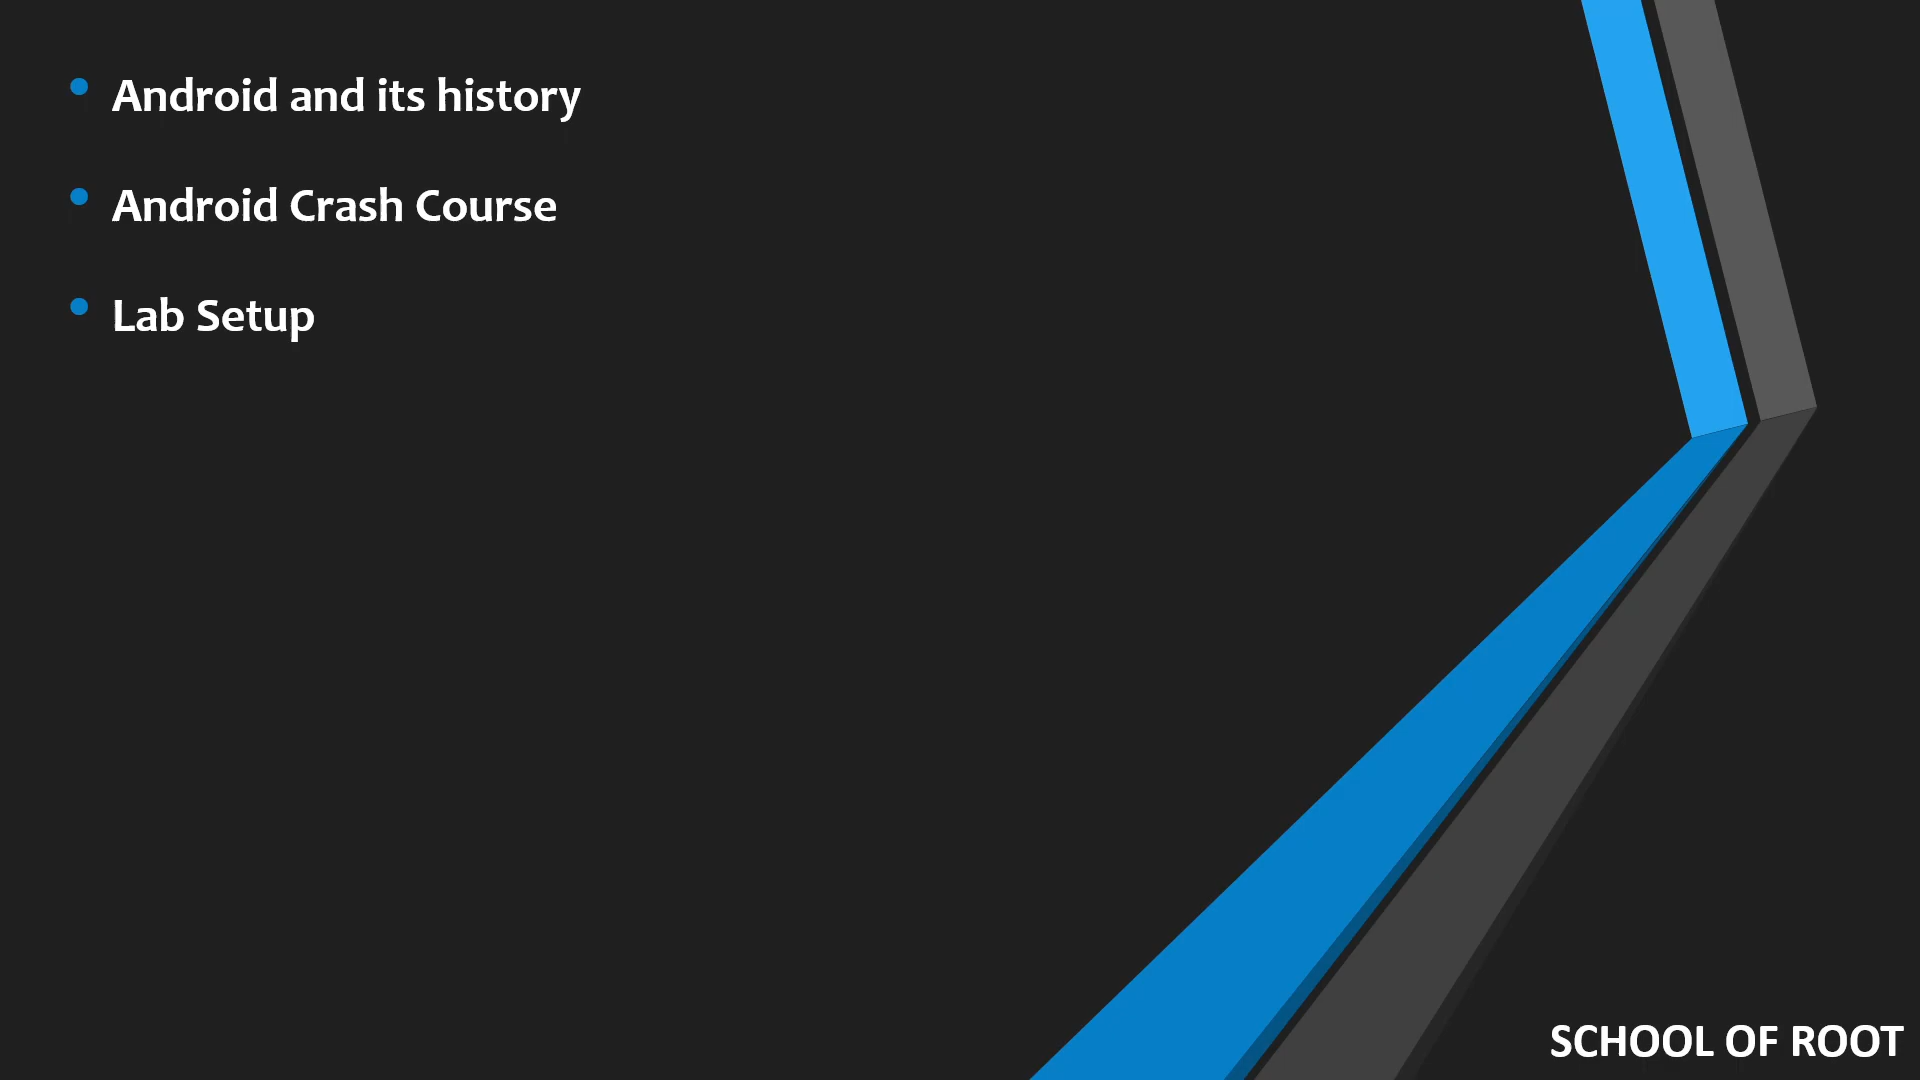 Android and its history
Android Crash Course
Lab Setup
SCHOOL OF ROOT